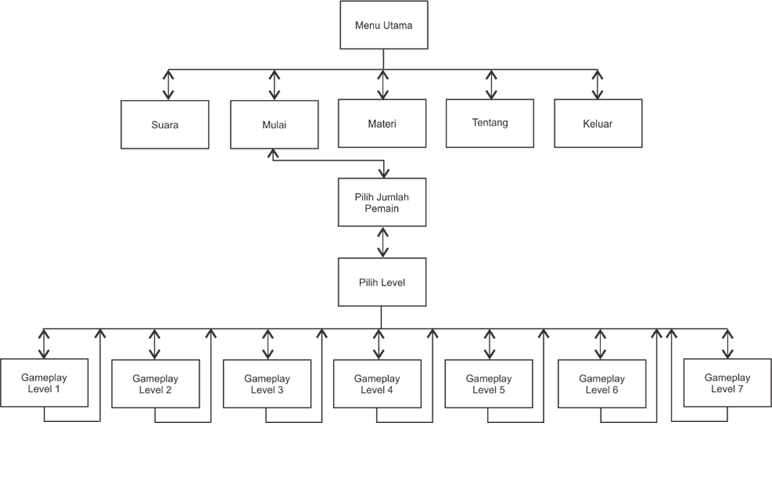 Menu Utama
Suara
Mulai
Materi
Tentang
Keluar
Pilih Jumlah
Pemain
Pilih Level
Gameplay
Level 1
Gameplay
Level 2
Gameplay
Level 3
Gameplay
Level 4
Gameplay
Level 5
Gameplay
Level 6
Gameplay
Level 7